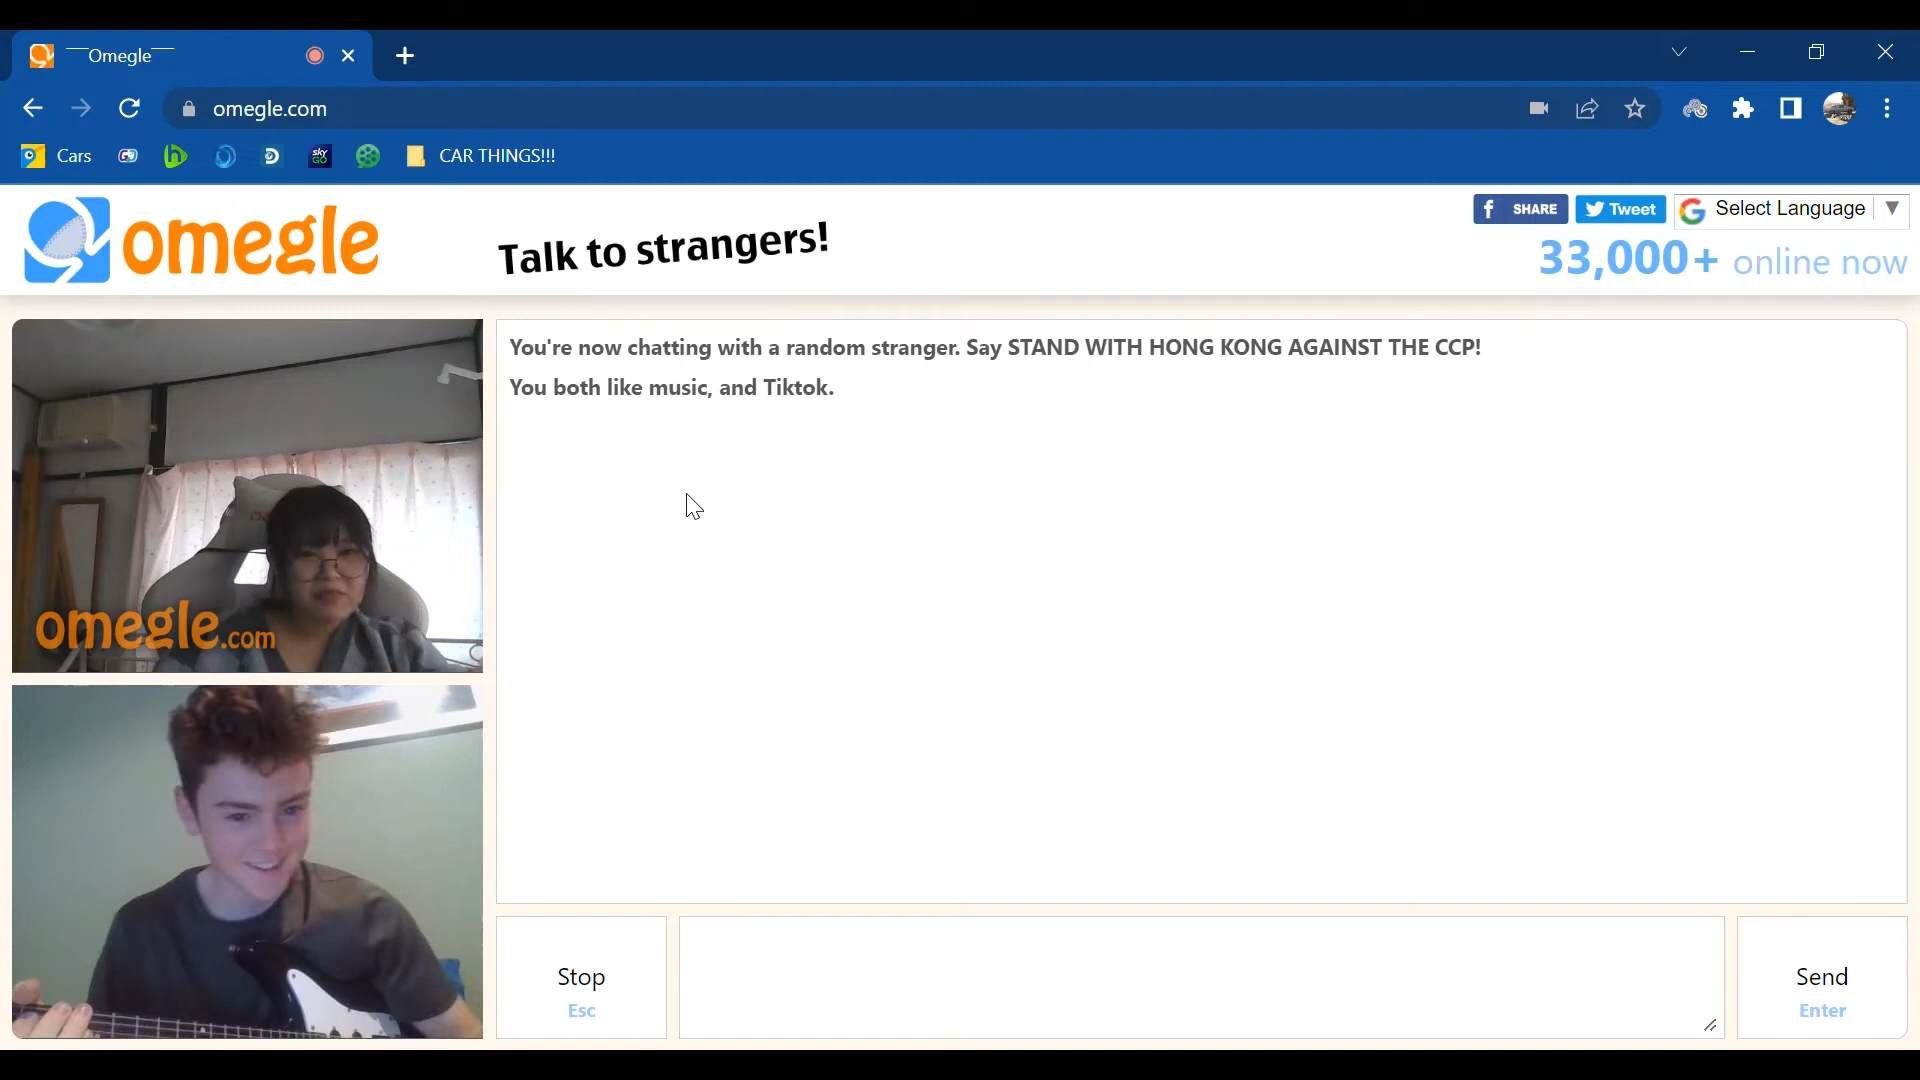 Omegle
omegle.com
Cars
sky
GO
CAR THINGS!!!
omegle
Talk to strangers!
f SHARE
Tweet
Select Language
33,000+ online now
omegle.com
You're now chatting with a random stranger. Say STAND WITH HONG KONG AGAINST THE CCP!
You both like music, and Tiktok.
Stop
Esc
Send
Enter